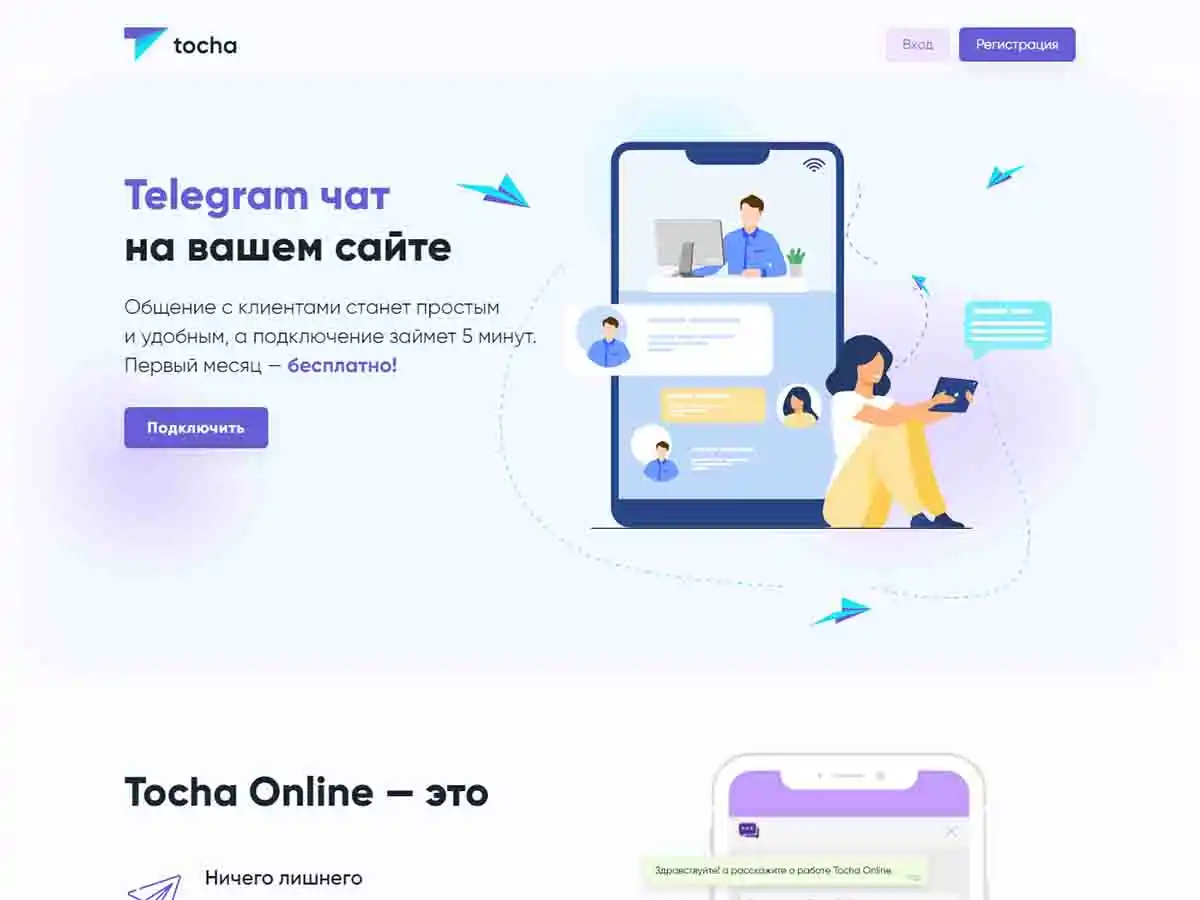 tocha
Вход
Регистрация
Telegram чат
на вашем сайте
Общение с клиентами станет простым
и удобным, а подключение займет 5 минут.
Первый месяц — бесплатно!
Подключить
Tocha Online — это
Ничего лишнего
Здравствуйте! а расскажите о работе Tocha Online.